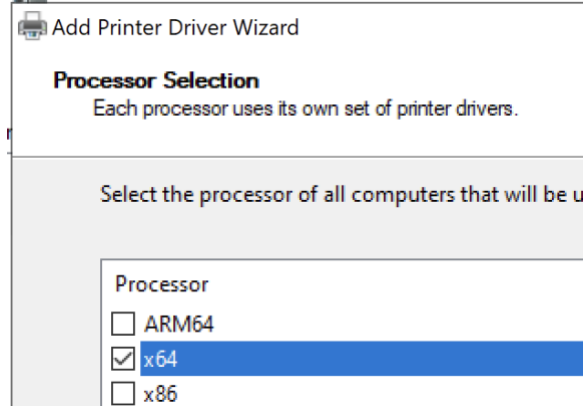 Add Printer Driver Wizard
Processor Selection
Each processor uses its own set of printer drivers.
Select the processor of all computers that will be u
Processor
ARM64
x64
x86